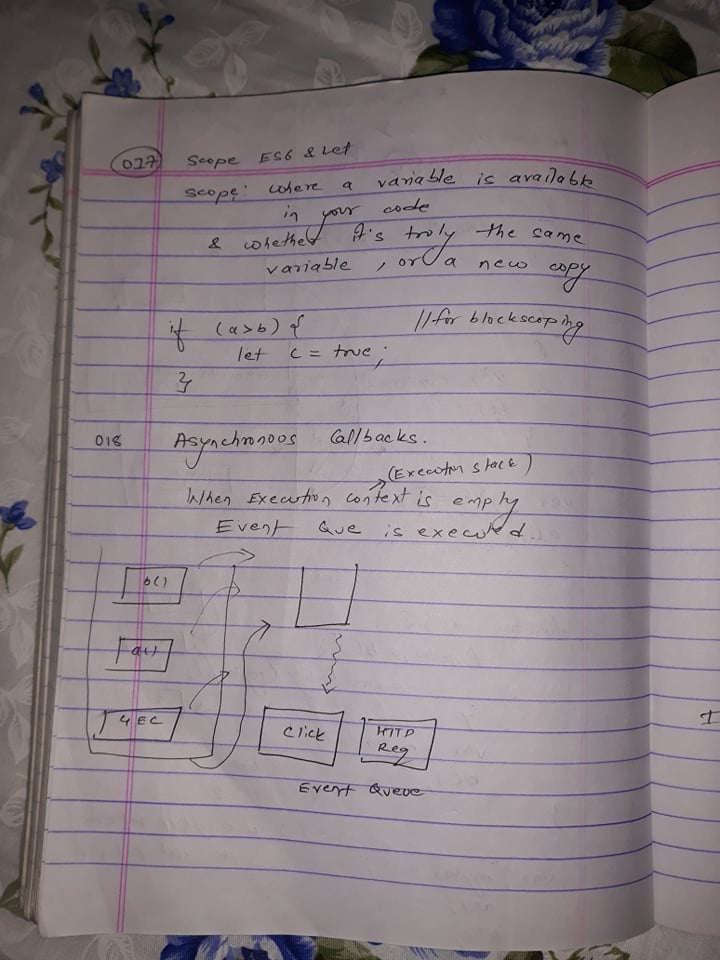 017 Scope ES6 & Let
scope: where a variable is available
in your code
& whether it's truly the same
variable, or a new copy
if (a>b) { //for blockscoping
let c = true;
}
018 Asynchronous Callbacks.
(Execution stack)
When Execution context is empty
Event Que is executed.
b()
a()
GEC
Click
HTTP
Req
Event Queue
I